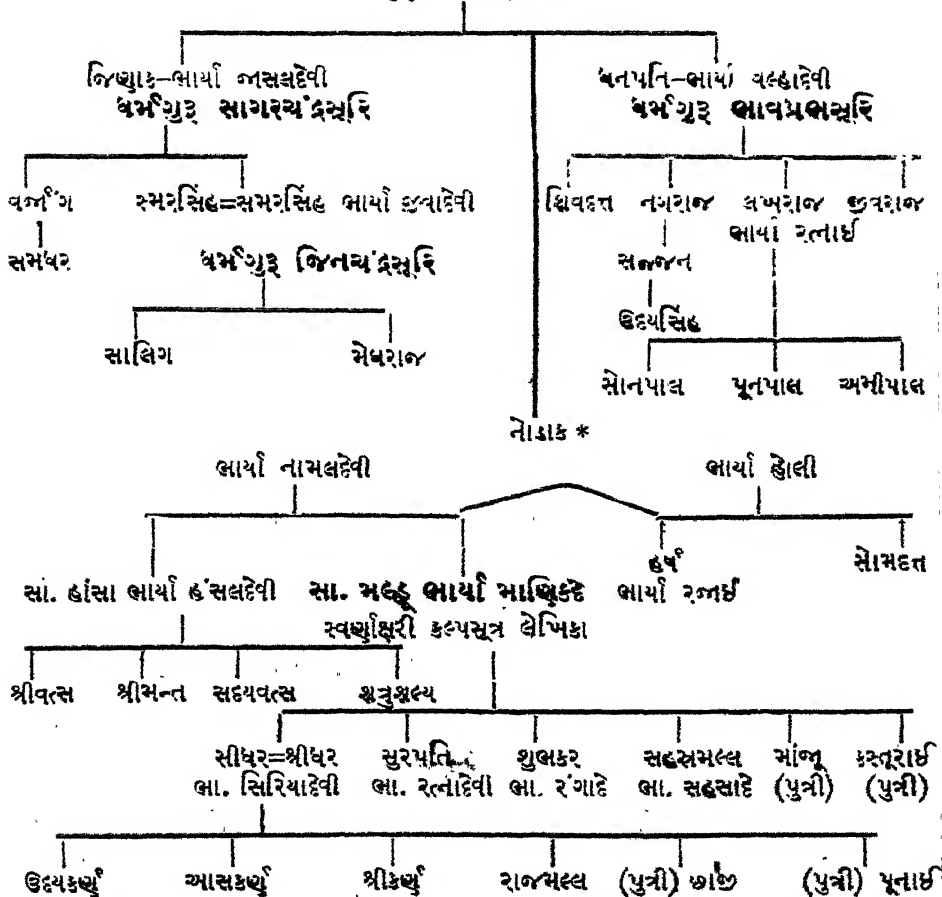 જિણાક-ભાર્યા જાસલદેવી ધનપતિ-ભાર્યા વલ્હાદેવી
ધર્મગુરૂ સાગરચંદ્રસૂરિ ધર્મગુરૂ ભાવપ્રભસૂરિ
વર્જાંગ સ્મરસિંહ=સમરસિંહ ભાર્યા જીવાદેવી શિવદત્ત નગરાજ લખરાજ જીવરાજ
ભાર્યા રત્નાઈ
સમધર ધર્મગુરૂ જિનચંદ્રસૂરિ સજ્જન
ઉદયસિંહ
સાલિગ મેઘરાજ
સોનપાલ પૂનપાલ અમીપાલ
નોડાક *
ભાર્યા નામલદેવી ભાર્યા હોલી
હર્ષ સોમદત્ત
સા. હાંસા ભાર્યા હંસલદેવી સા. મલ્હૂ ભાર્યા માણિકદે ભાર્યા રજાઈ
સ્વર્ણાક્ષરી કલ્પસૂત્ર લેખિકા
શ્રીવત્સ શ્રીમન્ત સદયવત્સ શત્રુશલ્ય
સીધર=શ્રીધર સુરપતિ શુભકર સહસમલ્લ માંજૂ કસ્તૂરાઈ
ભા. સિરિયાદેવી ભા. રત્નાદેવી ભા. રંગાદે ભા. સહસાદે (પુત્રી) (પુત્રી)
ઉદયકર્ણ આસકર્ણ શ્રીકર્ણ રાજમલ્લ (પુત્રી) છાજી (પુત્રી) પૂનાઈ